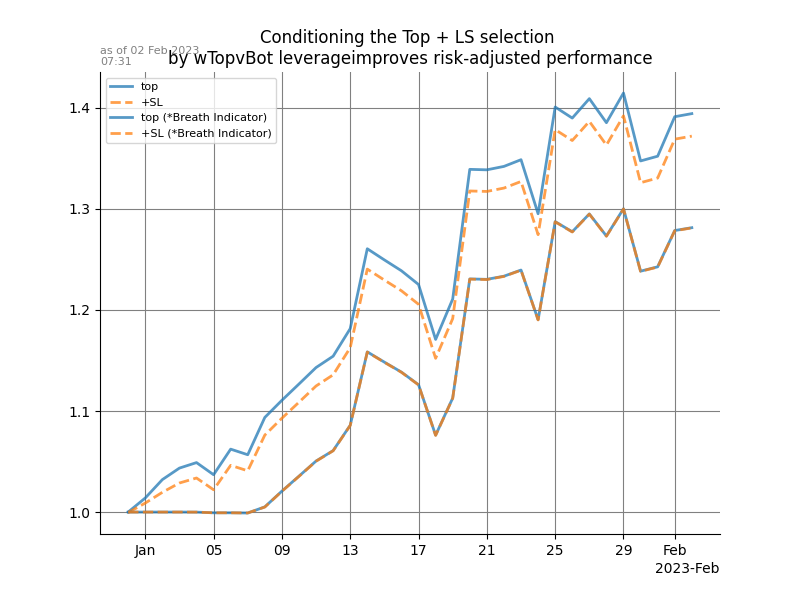 Conditioning the Top + LS selection
by wTopvBot leverageimproves risk-adjusted performance
as of 02 Feb 2023
07:31
top
+SL
top (*Breath Indicator)
+SL (*Breath Indicator)
1.4
1.3
1.2
1.1
1.0
Jan 05 09 13 17 21 25 29 Feb
2023-Feb